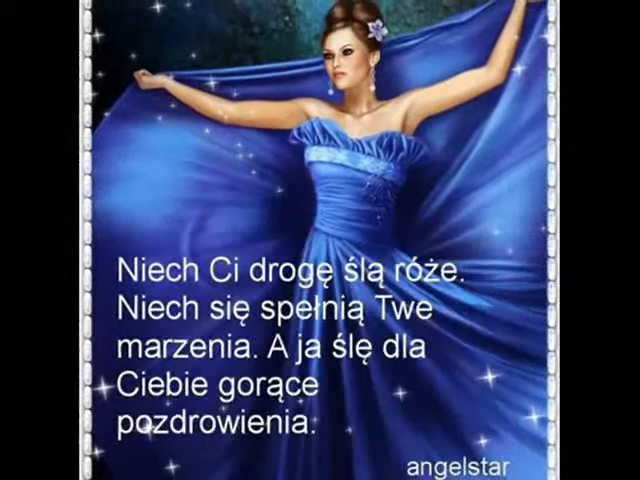 Niech Ci drogę ślą róże.
Niech się spełnią Twe
marzenia. A ja ślę dla
Ciebie gorące
pozdrowienia.
angelstar